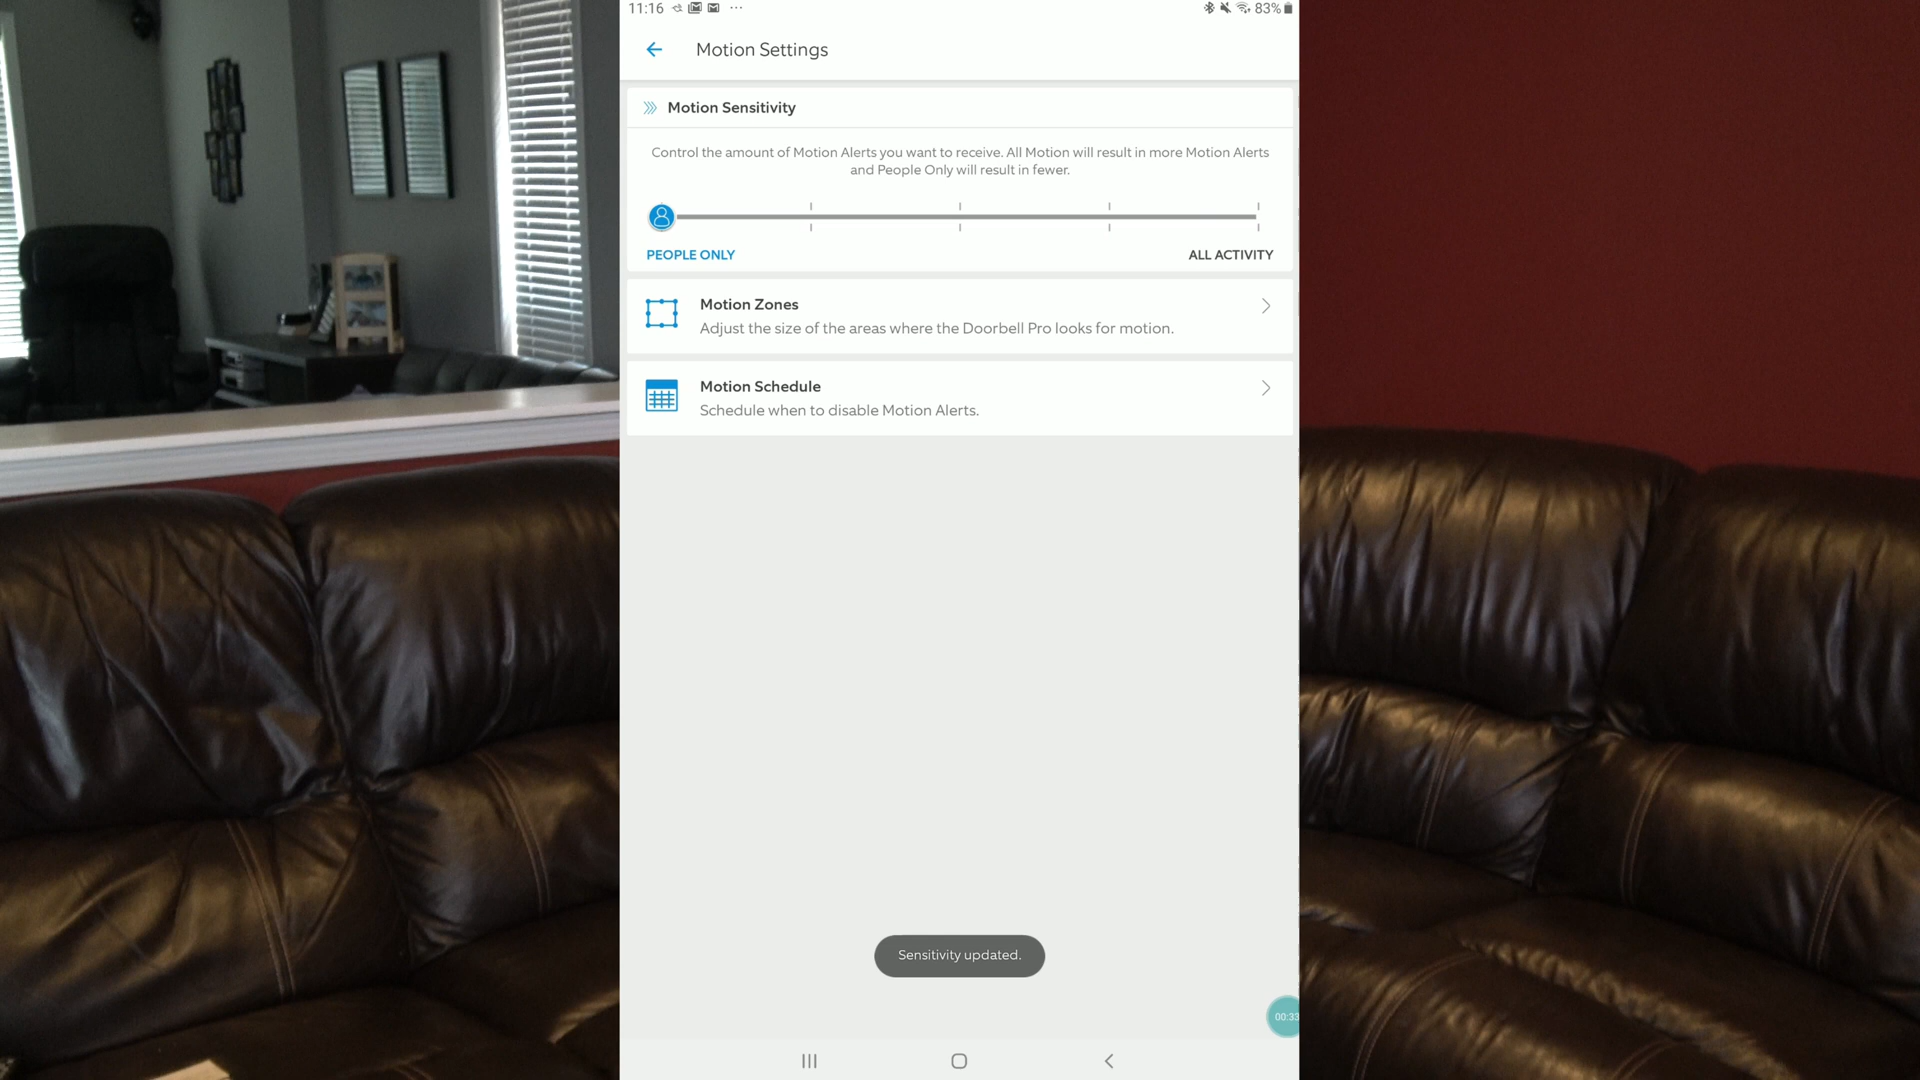 11:16
83%
Motion Settings
Motion Sensitivity
Control the amount of Motion Alerts you want to receive. All Motion will result in more Motion Alerts
and People Only will result in fewer.
PEOPLE ONLY
ALL ACTIVITY
Motion Zones
Adjust the size of the areas where the Doorbell Pro looks for motion.
Motion Schedule
Schedule when to disable Motion Alerts.
Sensitivity updated.
00:33